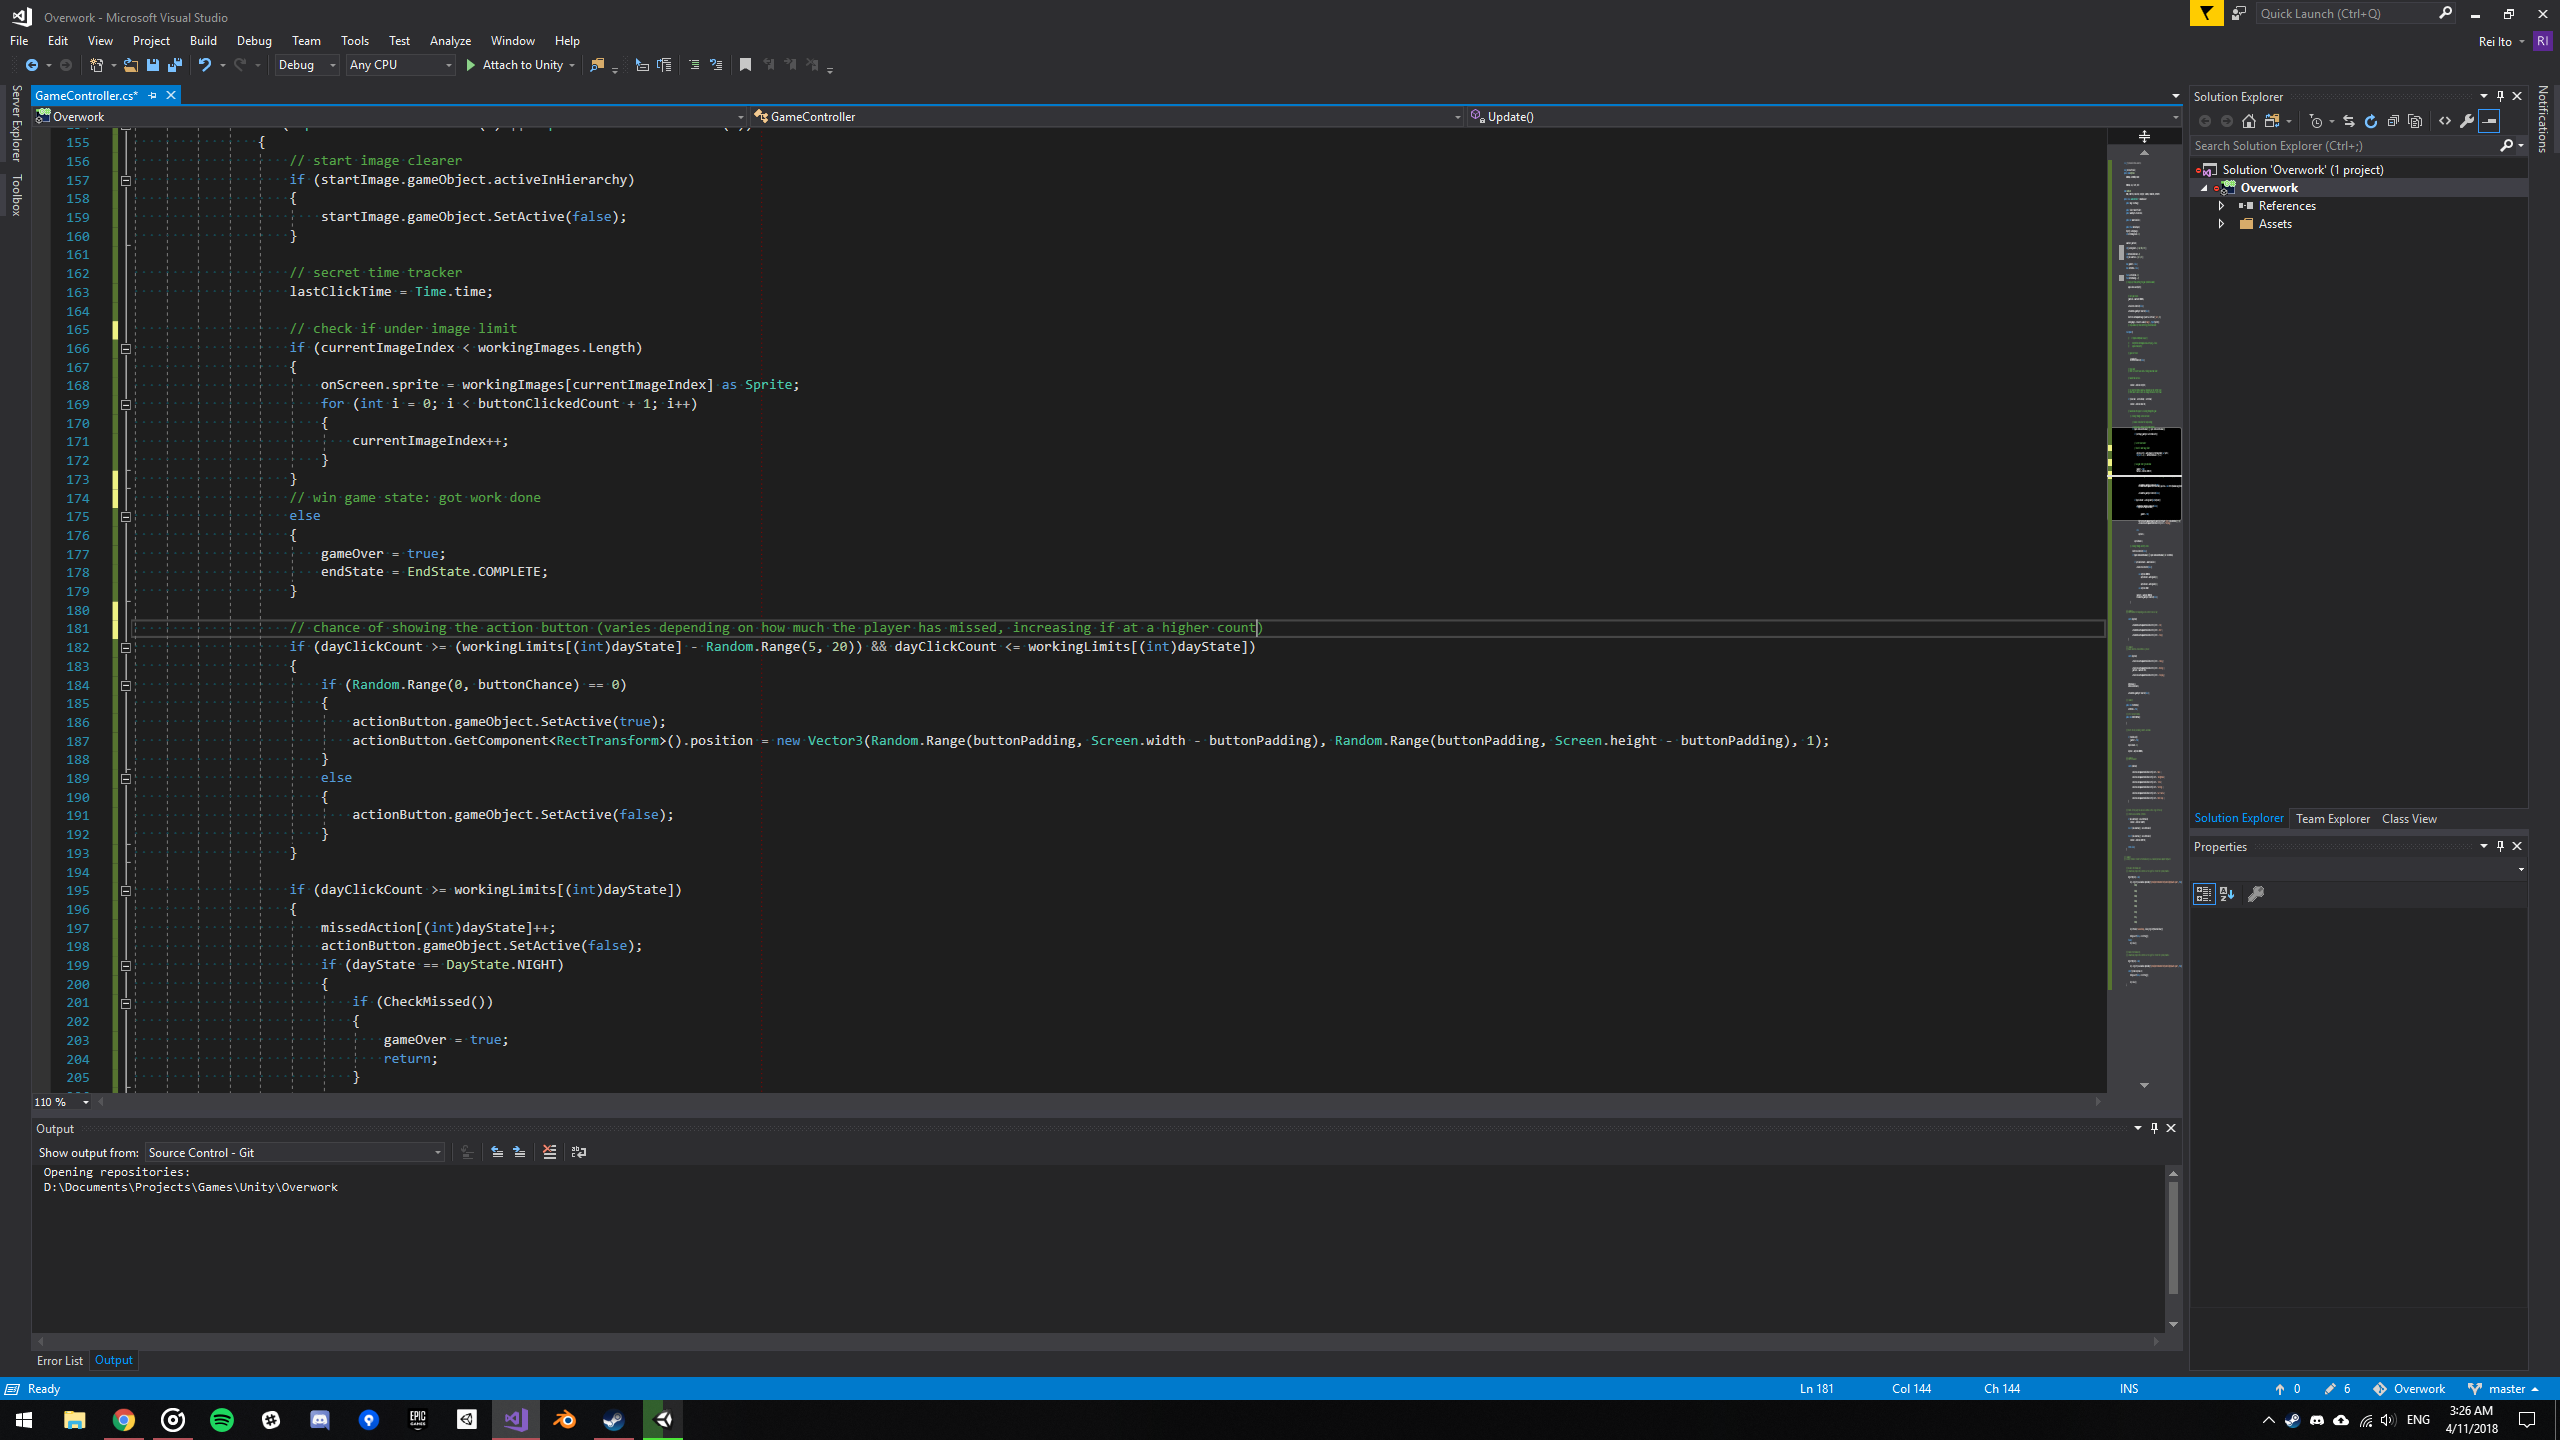 Overwork - Microsoft Visual Studio
Quick Launch (Ctrl+Q)
File Edit View Project Build Debug Team Tools Test Analyze Window Help
Rei Ito RI
Debug Any CPU Attach to Unity
Server Explorer
Toolbox
GameController.cs*
Overwork GameController Update()
155 {
156 // start image clearer
157 if (startImage.gameObject.activeInHierarchy)
158 {
159 startImage.gameObject.SetActive(false);
160 }
161
162 // secret time tracker
163 lastClickTime = Time.time;
164
165 // check if under image limit
166 if (currentImageIndex < workingImages.Length)
167 {
168 onScreen.sprite = workingImages[currentImageIndex] as Sprite;
169 for (int i = 0; i < buttonClickedCount + 1; i++)
170 {
171 currentImageIndex++;
172 }
173 }
174 // win game state: got work done
175 else
176 {
177 gameOver = true;
178 endState = EndState.COMPLETE;
179 }
180
181 // chance of showing the action button (varies depending on how much the player has missed, increasing if at a higher count)
182 if (dayClickCount >= (workingLimits[(int)dayState] - Random.Range(5, 20)) && dayClickCount <= workingLimits[(int)dayState])
183 {
184 if (Random.Range(0, buttonChance) == 0)
185 {
186 actionButton.gameObject.SetActive(true);
187 actionButton.GetComponent<RectTransform>().position = new Vector3(Random.Range(buttonPadding, Screen.width - buttonPadding), Random.Range(buttonPadding, Screen.height - buttonPadding), 1);
188 }
189 else
190 {
191 actionButton.gameObject.SetActive(false);
192 }
193 }
194
195 if (dayClickCount >= workingLimits[(int)dayState])
196 {
197 missedAction[(int)dayState]++;
198 actionButton.gameObject.SetActive(false);
199 if (dayState == DayState.NIGHT)
200 {
201 if (CheckMissed())
202 {
203 gameOver = true;
204 return;
205 }
110 %
Output
Show output from: Source Control - Git
Opening repositories:
D:\Documents\Projects\Games\Unity\Overwork
Error List Output
Solution Explorer
Search Solution Explorer (Ctrl+;)
Solution 'Overwork' (1 project)
Overwork
References
Assets
Solution Explorer Team Explorer Class View
Properties
Notifications
Ready Ln 181 Col 144 Ch 144 INS 0 6 Overwork master
EPIC GAMES
ENG
3:26 AM
4/11/2018